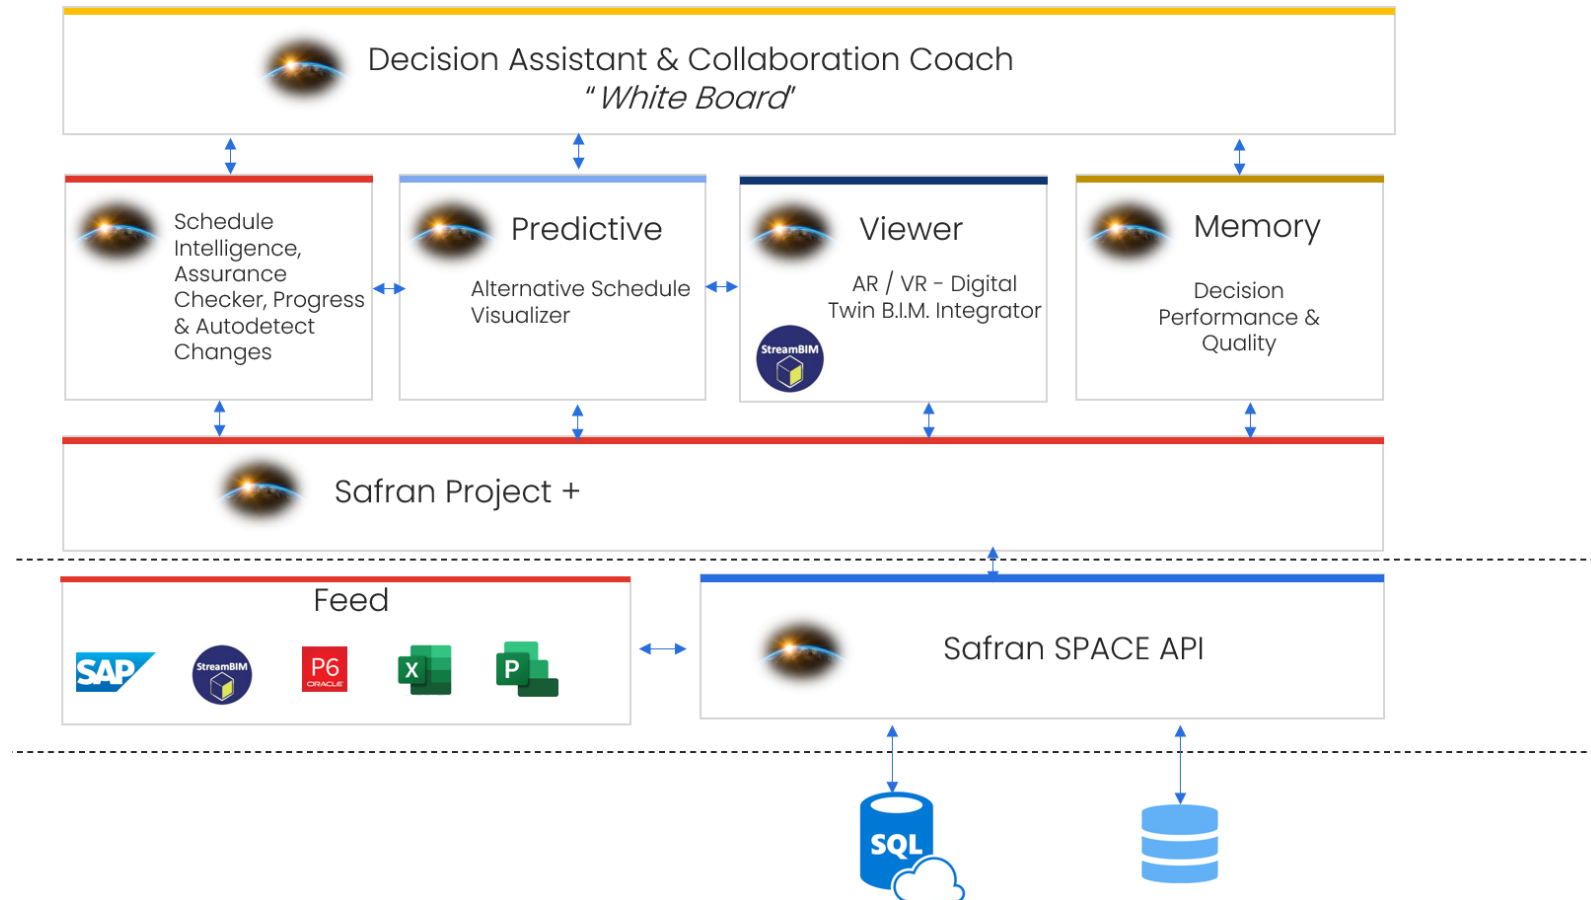 Decision Assistant & Collaboration Coach
“White Board”
Schedule
Intelligence,
Assurance
Checker, Progress
& Autodetect
Changes
Predictive
Alternative Schedule
Visualizer
Viewer
AR / VR - Digital
Twin B.I.M. Integrator
StreamBIM
Memory
Decision
Performance &
Quality
Safran Project +
Feed
SAP
StreamBIM
P6
ORACLE
X
P
Safran SPACE API
SQL